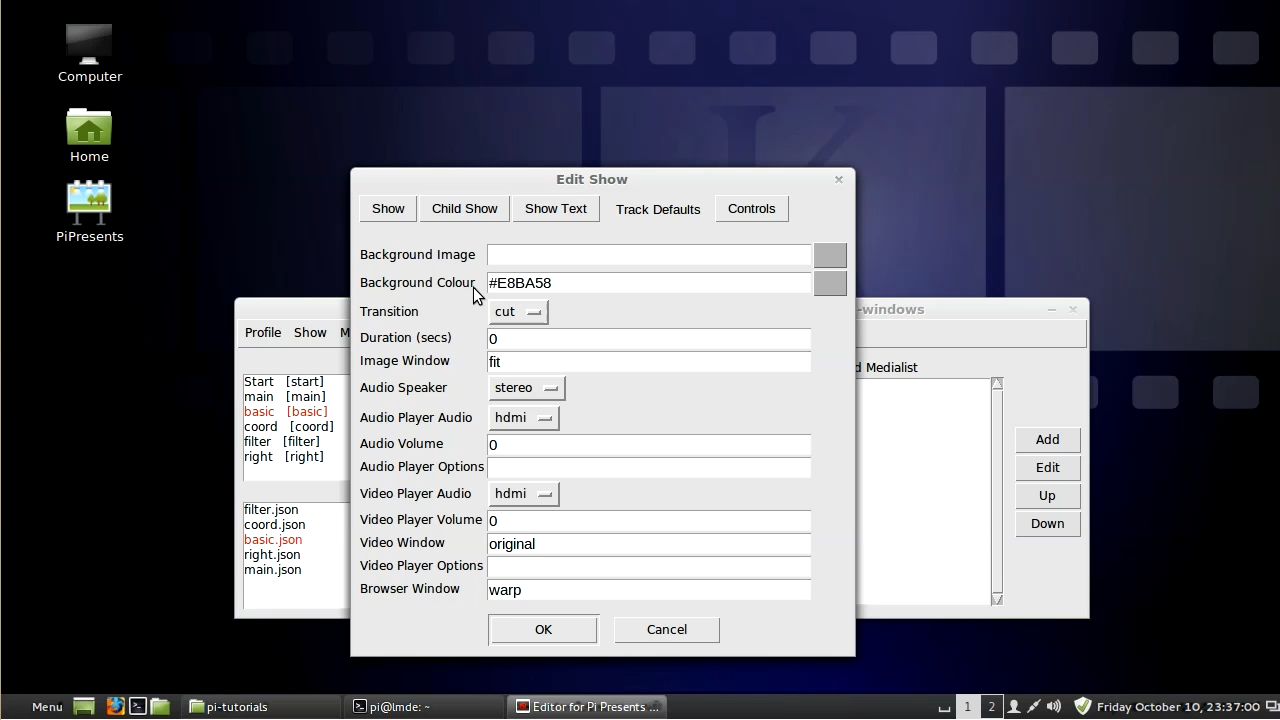 Computer
Home
PiPresents
Edit Show
Show
Child Show
Show Text
Track Defaults
Controls
Background Image
Background Colour #E8BA58
Transition cut
Duration (secs) 0
Image Window fit
Audio Speaker stereo
Audio Player Audio hdmi
Audio Volume 0
Audio Player Options
Video Player Audio hdmi
Video Player Volume 0
Video Window original
Video Player Options
Browser Window warp
OK
Cancel
-windows
Profile Show M
d Medialist
Start [start]
main [main]
basic [basic]
coord [coord]
filter [filter]
right [right]
filter.json
coord.json
basic.json
right.json
main.json
Add
Edit
Up
Down
Menu
pi-tutorials
pi@lmde: ~
Editor for Pi Presents ...
1 2
Friday October 10, 23:37:00